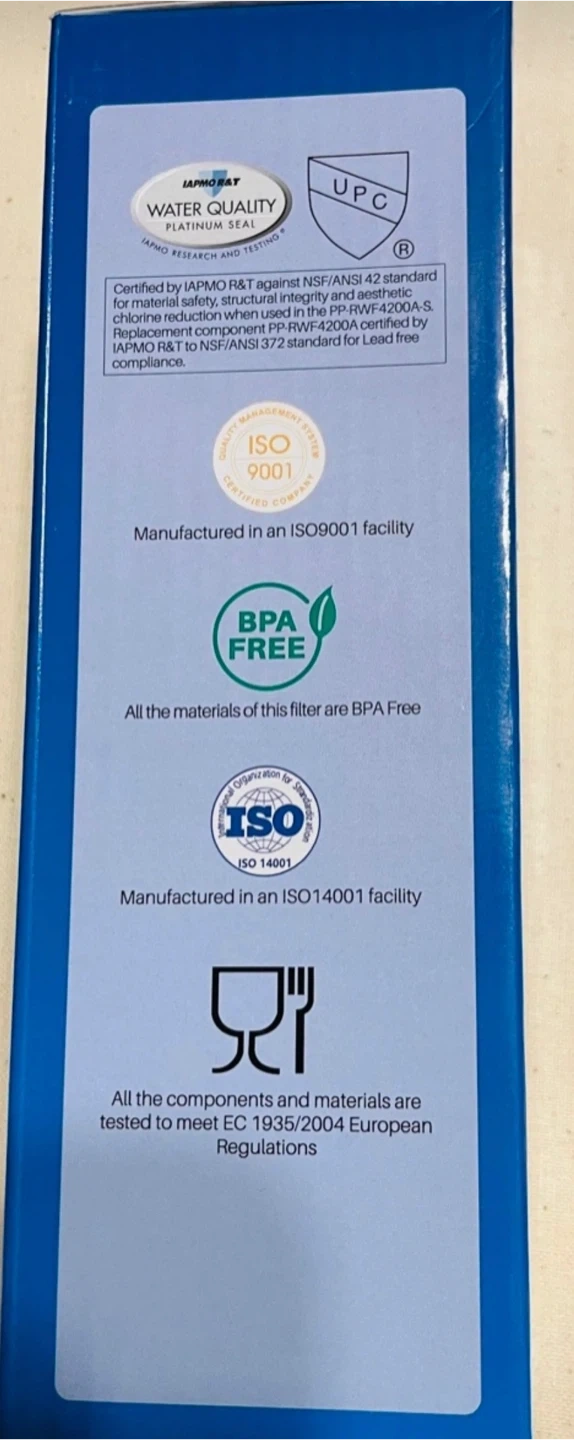 IAPMO R&T
WATER QUALITY
PLATINUM SEAL
IAPMO RESEARCH AND TESTING®
UPC
®
Certified by IAPMO R&T against NSF/ANSI 42 standard
for material safety, structural integrity and aesthetic
chlorine reduction when used in the PP-RWF4200A-S.
Replacement component PP-RWF4200A certified by
IAPMO R&T to NSF/ANSI 372 standard for Lead free
compliance.
QUALITY MANAGEMENT SYSTEM
ISO
9001
CERTIFIED COMPANY
Manufactured in an ISO9001 facility
BPA
FREE
All the materials of this filter are BPA Free
International Organization for Standardization
ISO
ISO 14001
Manufactured in an ISO14001 facility
All the components and materials are
tested to meet EC 1935/2004 European
Regulations